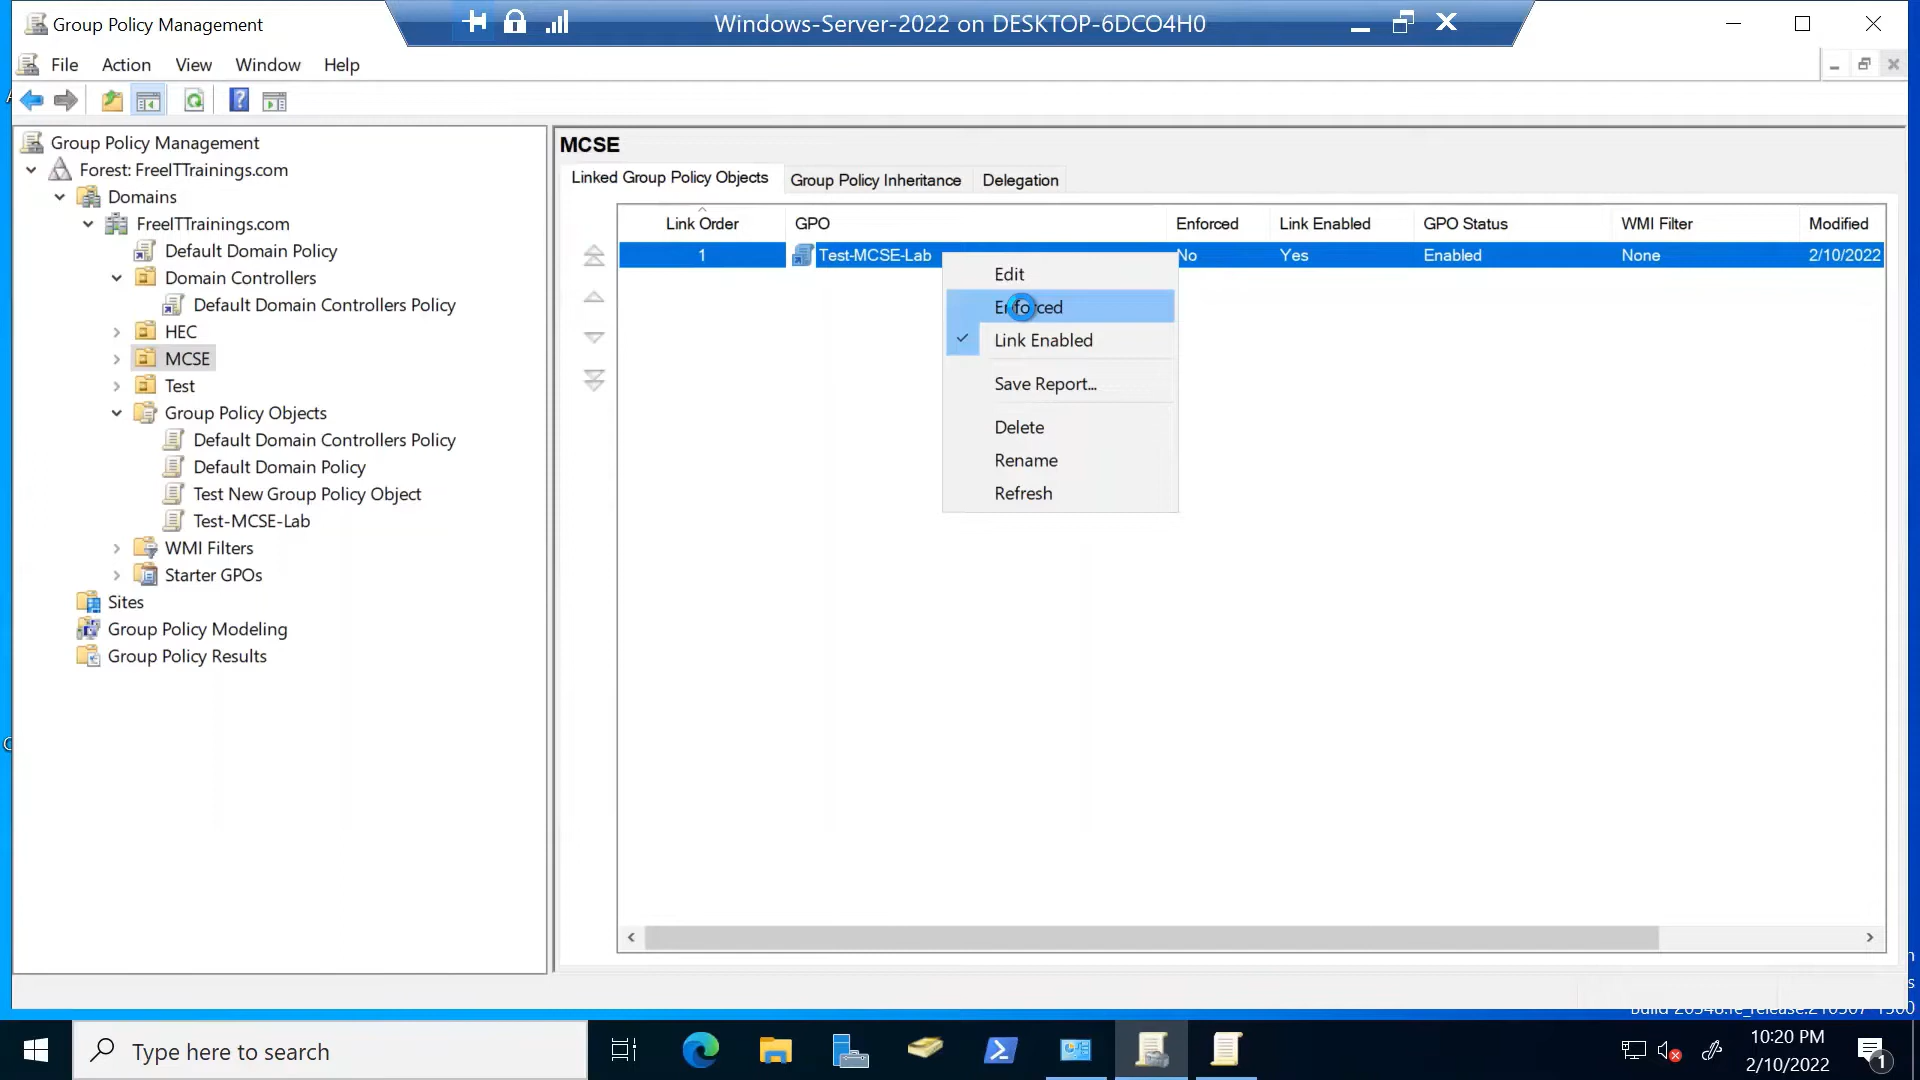 Group Policy Management
Windows-Server-2022 on DESKTOP-6DCO4H0
File Action View Window Help
Group Policy Management
Forest: FreeITTrainings.com
Domains
FreeITTrainings.com
Default Domain Policy
Domain Controllers
Default Domain Controllers Policy
HEC
MCSE
Test
Group Policy Objects
Default Domain Controllers Policy
Default Domain Policy
Test New Group Policy Object
Test-MCSE-Lab
WMI Filters
Starter GPOs
Sites
Group Policy Modeling
Group Policy Results
MCSE
Linked Group Policy Objects Group Policy Inheritance Delegation
Link Order GPO Enforced Link Enabled GPO Status WMI Filter Modified
1 Test-MCSE-Lab No Yes Enabled None 2/10/2022
Edit
Enforced
Link Enabled
Save Report...
Delete
Rename
Refresh
Type here to search
10:20 PM
2/10/2022
1